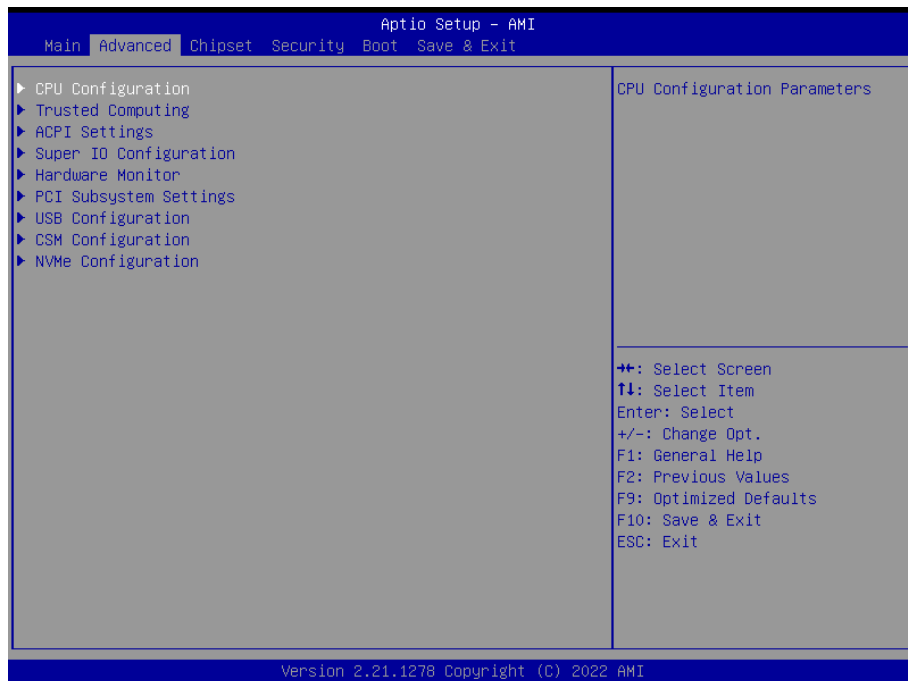 Aptio Setup – AMI
Main Advanced Chipset Security Boot Save & Exit
▶ CPU Configuration
▶ Trusted Computing
▶ ACPI Settings
▶ Super IO Configuration
▶ Hardware Monitor
▶ PCI Subsystem Settings
▶ USB Configuration
▶ CSM Configuration
▶ NVMe Configuration
CPU Configuration Parameters
→←: Select Screen
↑↓: Select Item
Enter: Select
+/-: Change Opt.
F1: General Help
F2: Previous Values
F9: Optimized Defaults
F10: Save & Exit
ESC: Exit
Version 2.21.1278 Copyright (C) 2022 AMI